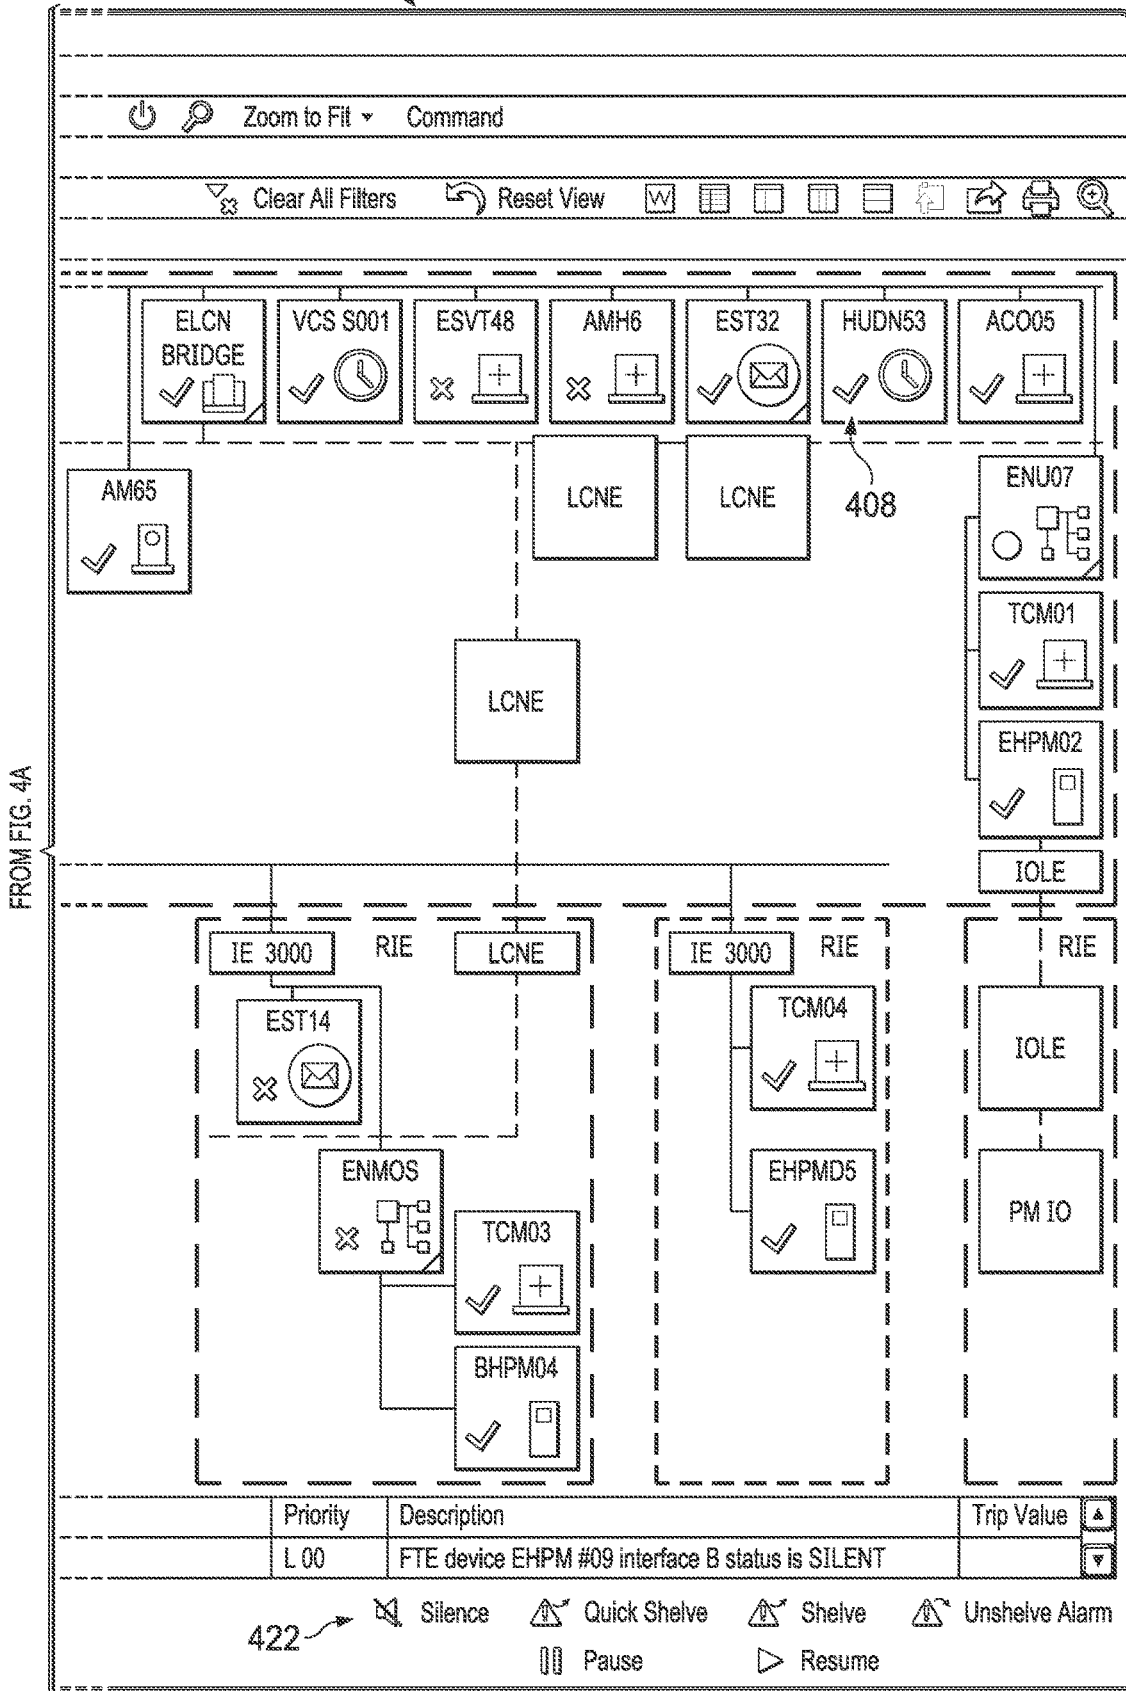 Zoom to Fit Command
Clear All Filters Reset View W
ELCN BRIDGE
VCS S001
ESVT48
AMH6
EST32
HUDN53
ACO05
AM65
LCNE
LCNE
408
ENU07
TCM01
LCNE
EHPM02
FROM FIG. 4A
IOLE
IE 3000 RIE LCNE
IE 3000 RIE
RIE
EST14
TCM04
IOLE
ENMOS
EHPMD5
PM IO
TCM03
BHPM04
Priority Description Trip Value
L 00 FTE device EHPM #09 interface B status is SILENT
422 Silence Quick Shelve Shelve Unshelve Alarm
Pause Resume